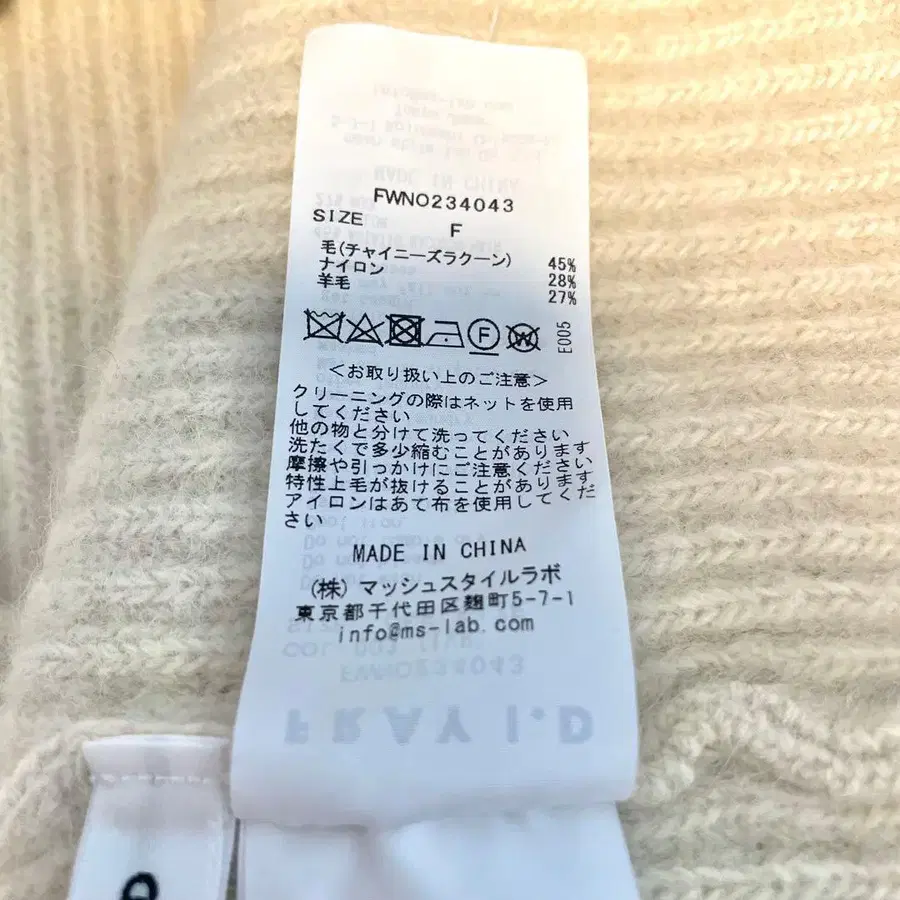 FWNO234043
SIZE F
毛(チャイニーズラクーン) 45%
ナイロン 28%
羊毛 27%
F W
E005
<お取り扱い上のご注意>
クリーニングの際はネットを使用
してください
他の物と分けて洗ってください
洗たくで多少縮むことがあります
摩擦や引っかけにご注意ください
特性上毛が抜けることがあります
アイロンはあて布を使用してくだ
さい
MADE IN CHINA
(株)マッシュスタイルラボ
東京都千代田区麹町5-7-1
info@ms-lab.com
FWNO234043
FRAY I.D